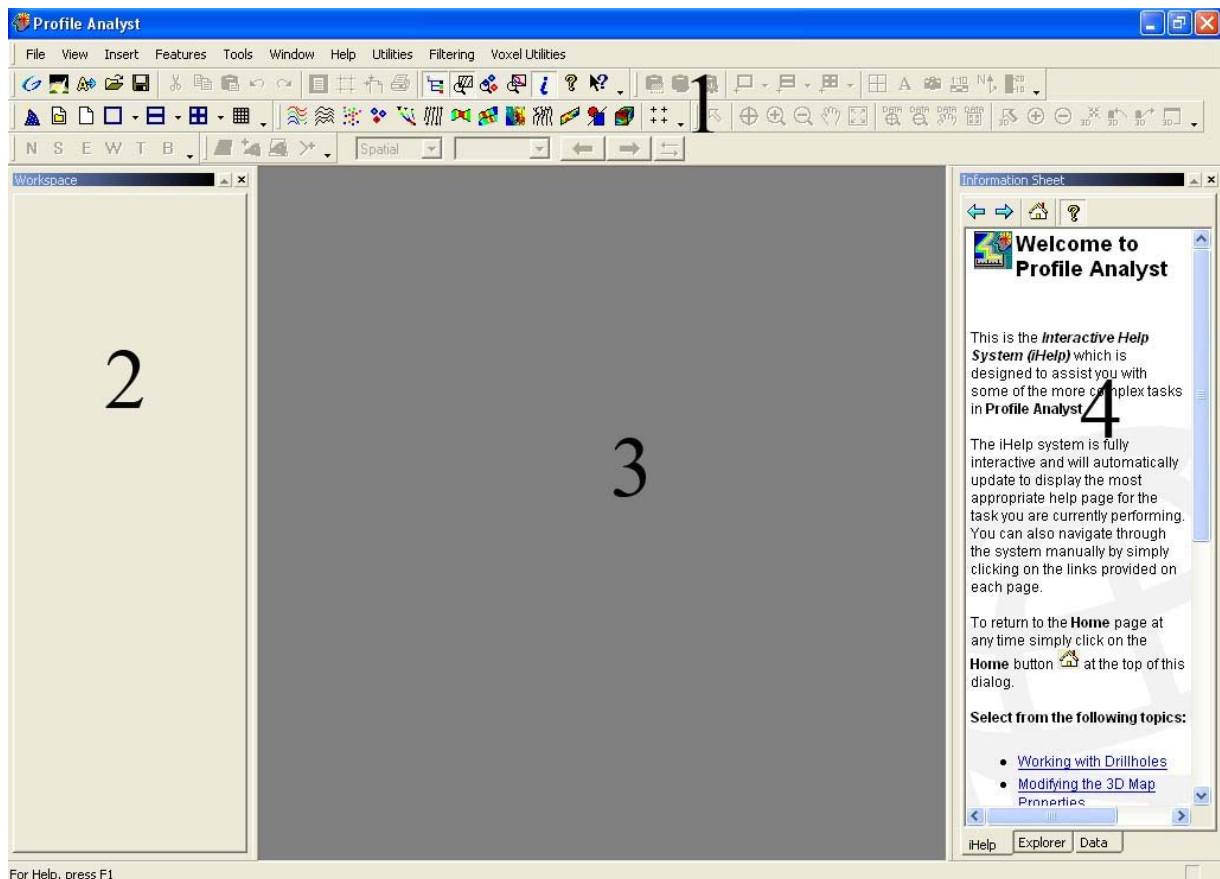 Profile Analyst
File View Insert Features Tools Window Help Utilities Filtering Voxel Utilities
1
N S E W T B Spatial
Workspace
2
3
Information Sheet
Welcome to
Profile Analyst
This is the Interactive Help
System (iHelp) which is
designed to assist you with
some of the more complex tasks
in Profile Analyst
4
The iHelp system is fully
interactive and will automatically
update to display the most
appropriate help page for the
task you are currently performing.
You can also navigate through
the system manually by simply
clicking on the links provided on
each page.
To return to the Home page at
any time simply click on the
Home button at the top of this
dialog.
Select from the following topics:
Working with Drillholes
Modifying the 3D Map
Properties
iHelp Explorer Data
For Help, press F1